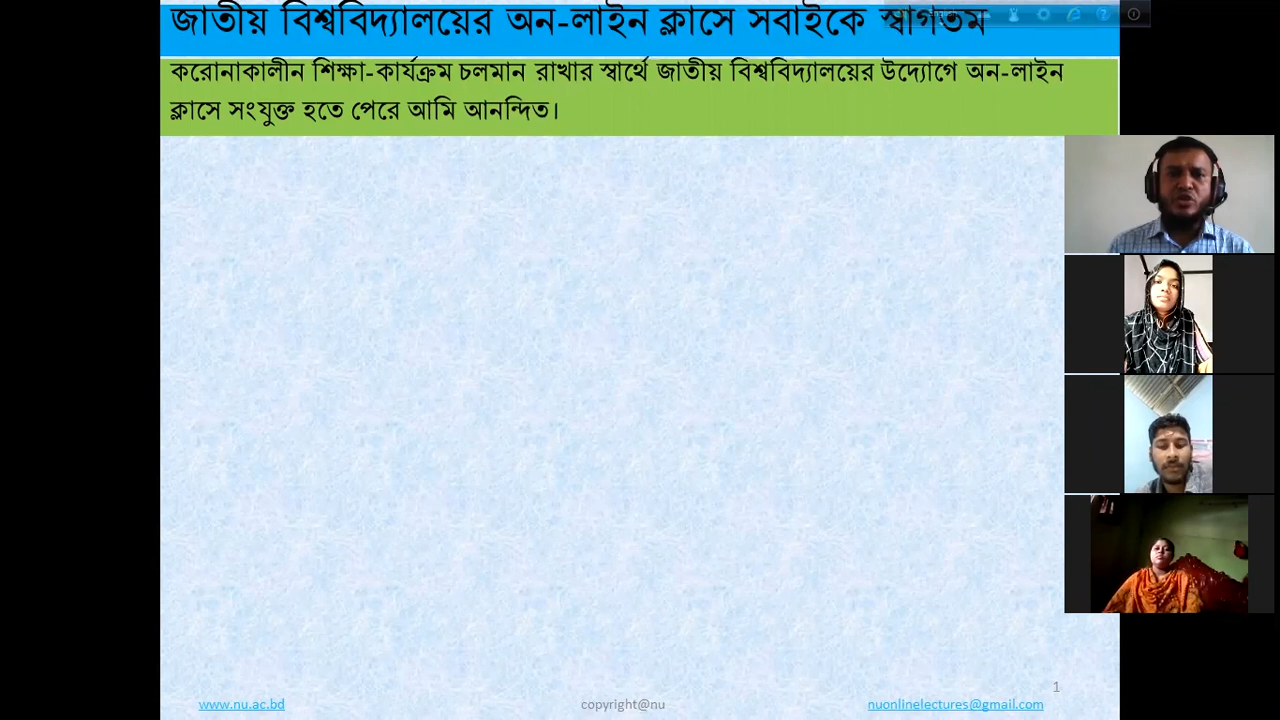 জাতীয় বিশ্ববিদ্যালয়ের অন-লাইন ক্লাসে সবাইকে স্বাগতম
করোনাকালীন শিক্ষা-কার্যক্রম চলমান রাখার স্বার্থে জাতীয় বিশ্ববিদ্যালয়ের উদ্যোগে অন-লাইন
ক্লাসে সংযুক্ত হতে পেরে আমি আনন্দিত।
1
www.nu.ac.bd copyright@nu nuonlinelectures@gmail.com